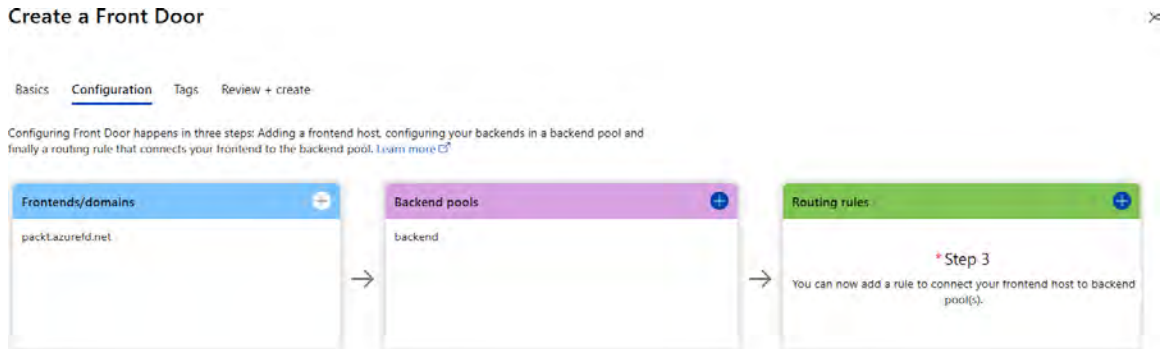 Create a Front Door
Basics Configuration Tags Review + create
Configuring Front Door happens in three steps: Adding a frontend host, configuring your backends in a backend pool and
finally a routing rule that connects your frontend to the backend pool. Learn more
Frontends/domains
packt.azurefd.net
Backend pools
backend
Routing rules
* Step 3
You can now add a rule to connect your frontend host to backend
pool(s).